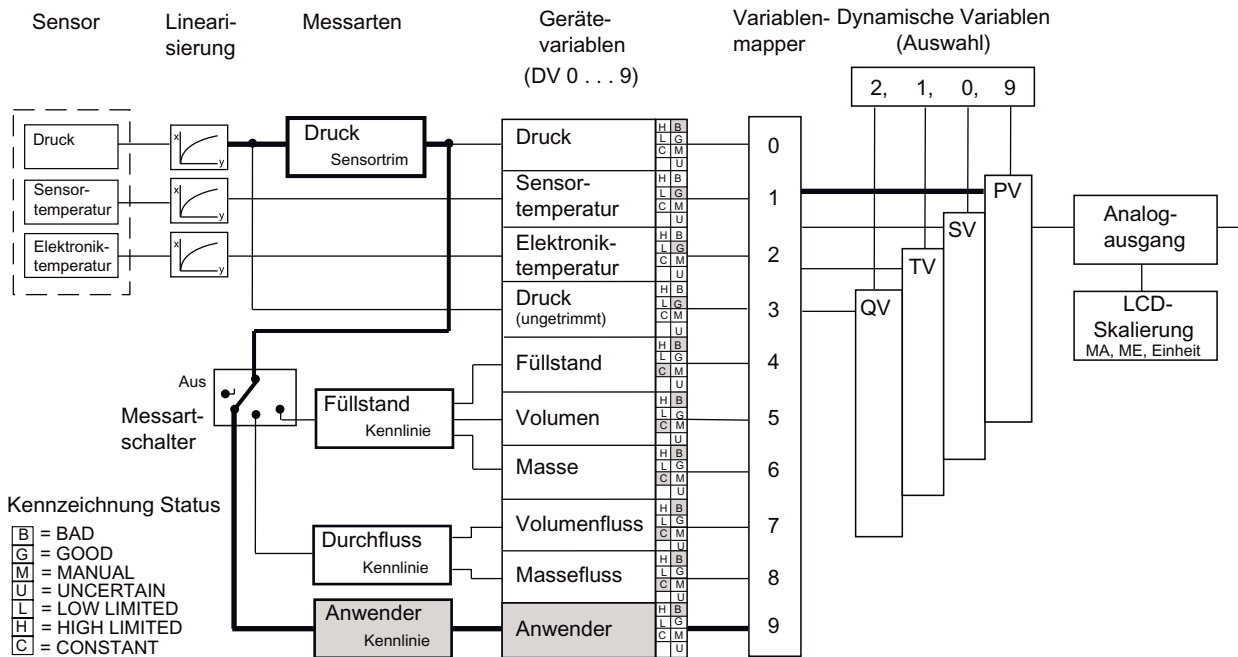 Sensor
Lineari-
sierung
Messarten
Geräte-
variablen
(DV 0 . . . 9)
Variablen-
mapper
Dynamische Variablen
(Auswahl)
2, 1, 0, 9
Druck
x
y
Druck
Sensortrim
Druck
H B
L G
C M
U
0
Sensor-
temperatur
x
y
Sensor-
temperatur
H B
L G
C M
U
1
Elektronik-
temperatur
x
y
Elektronik-
temperatur
H B
L G
C M
U
2
Druck
(ungetrimmt)
H B
L G
C M
U
3
PV
SV
TV
QV
Analog-
ausgang
LCD-
Skalierung
MA, ME, Einheit
Aus
Messart-
schalter
Füllstand
Kennlinie
Füllstand
H B
L G
C M
U
4
Volumen
H B
L G
C M
U
5
Masse
H B
L G
C M
U
6
Durchfluss
Kennlinie
Volumenfluss
H B
L G
C M
U
7
Massefluss
H B
L G
C M
U
8
Anwender
Kennlinie
Anwender
H B
L G
C M
U
9
Kennzeichnung Status
B = BAD
G = GOOD
M = MANUAL
U = UNCERTAIN
L = LOW LIMITED
H = HIGH LIMITED
C = CONSTANT